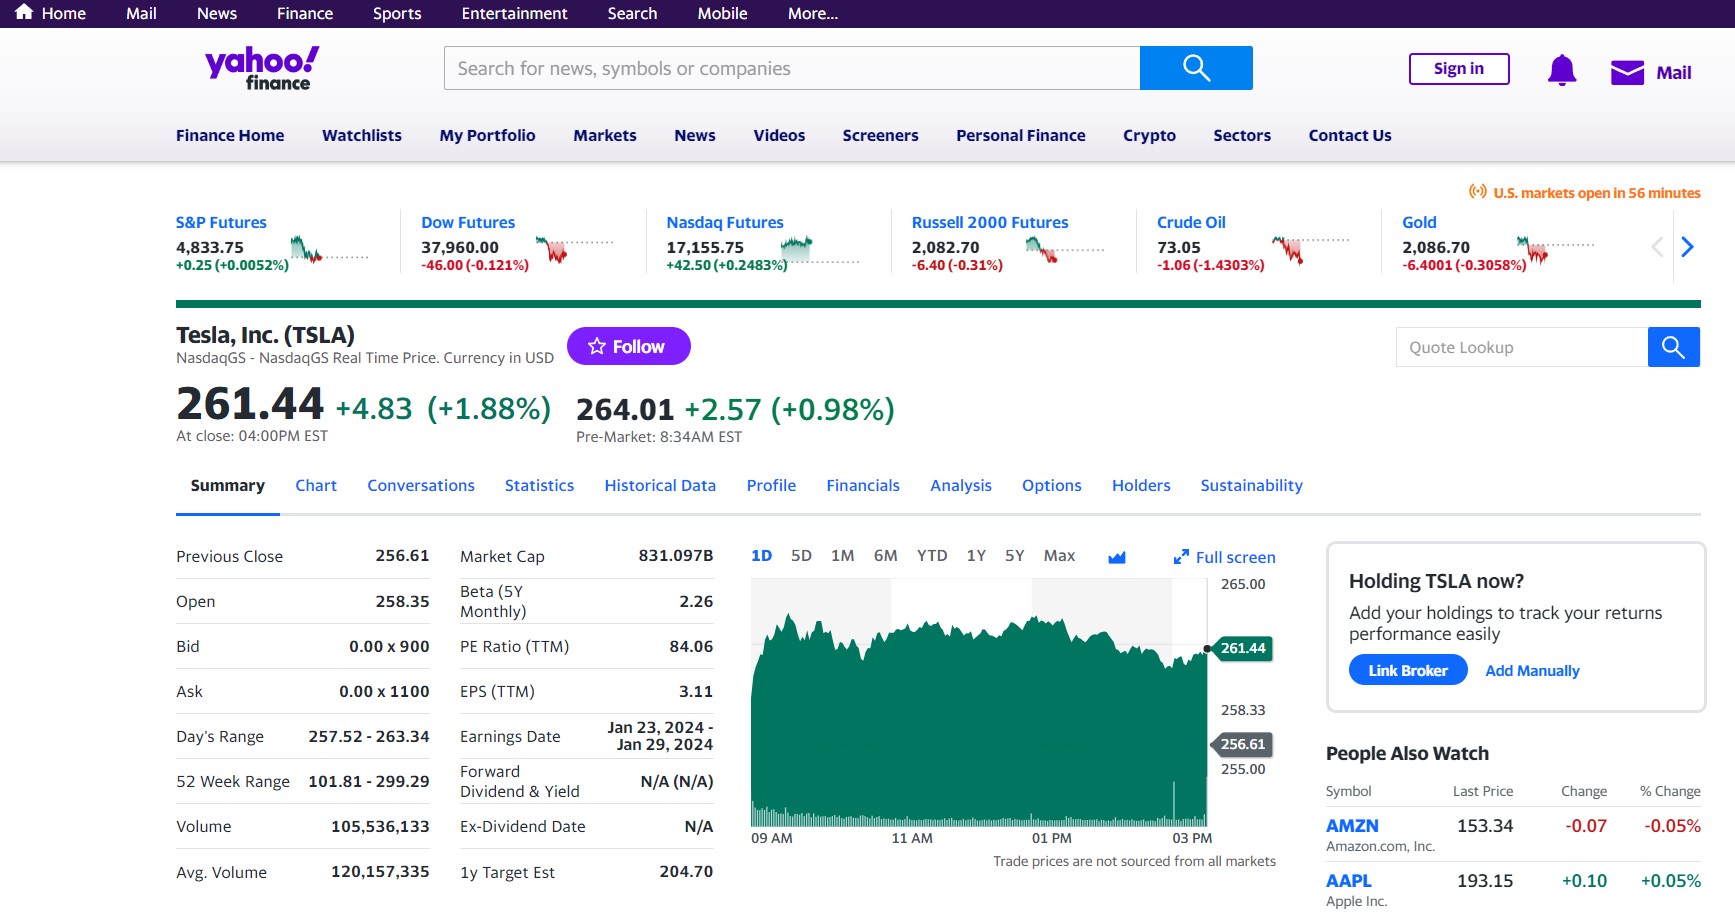 Home Mail News Finance Sports Entertainment Search Mobile More...
yahoo!
finance
Search for news, symbols or companies
Sign in
Mail
Finance Home Watchlists My Portfolio Markets News Videos Screeners Personal Finance Crypto Sectors Contact Us
U.S. markets open in 56 minutes
S&P Futures
4,833.75
+0.25 (+0.0052%)
Dow Futures
37,960.00
-46.00 (-0.121%)
Nasdaq Futures
17,155.75
+42.50 (+0.2483%)
Russell 2000 Futures
2,082.70
-6.40 (-0.31%)
Crude Oil
73.05
-1.06 (-1.4303%)
Gold
2,086.70
-6.4001 (-0.3058%)
Tesla, Inc. (TSLA)
NasdaqGS - NasdaqGS Real Time Price. Currency in USD
Follow
Quote Lookup
261.44 +4.83 (+1.88%)
At close: 04:00PM EST
264.01 +2.57 (+0.98%)
Pre-Market: 8:34AM EST
Summary Chart Conversations Statistics Historical Data Profile Financials Analysis Options Holders Sustainability
Previous Close 256.61
Open 258.35
Bid 0.00 x 900
Ask 0.00 x 1100
Day's Range 257.52 - 263.34
52 Week Range 101.81 - 299.29
Volume 105,536,133
Avg. Volume 120,157,335
Market Cap 831.097B
Beta (5Y
Monthly) 2.26
PE Ratio (TTM) 84.06
EPS (TTM) 3.11
Earnings Date Jan 23, 2024 -
Jan 29, 2024
Forward
Dividend & Yield N/A (N/A)
Ex-Dividend Date N/A
1y Target Est 204.70
1D 5D 1M 6M YTD 1Y 5Y Max
Full screen
265.00
261.44
258.33
256.61
255.00
09 AM 11 AM 01 PM 03 PM
Trade prices are not sourced from all markets
Holding TSLA now?
Add your holdings to track your returns
performance easily
Link Broker Add Manually
People Also Watch
Symbol Last Price Change % Change
AMZN 153.34 -0.07 -0.05%
Amazon.com, Inc.
AAPL 193.15 +0.10 +0.05%
Apple Inc.